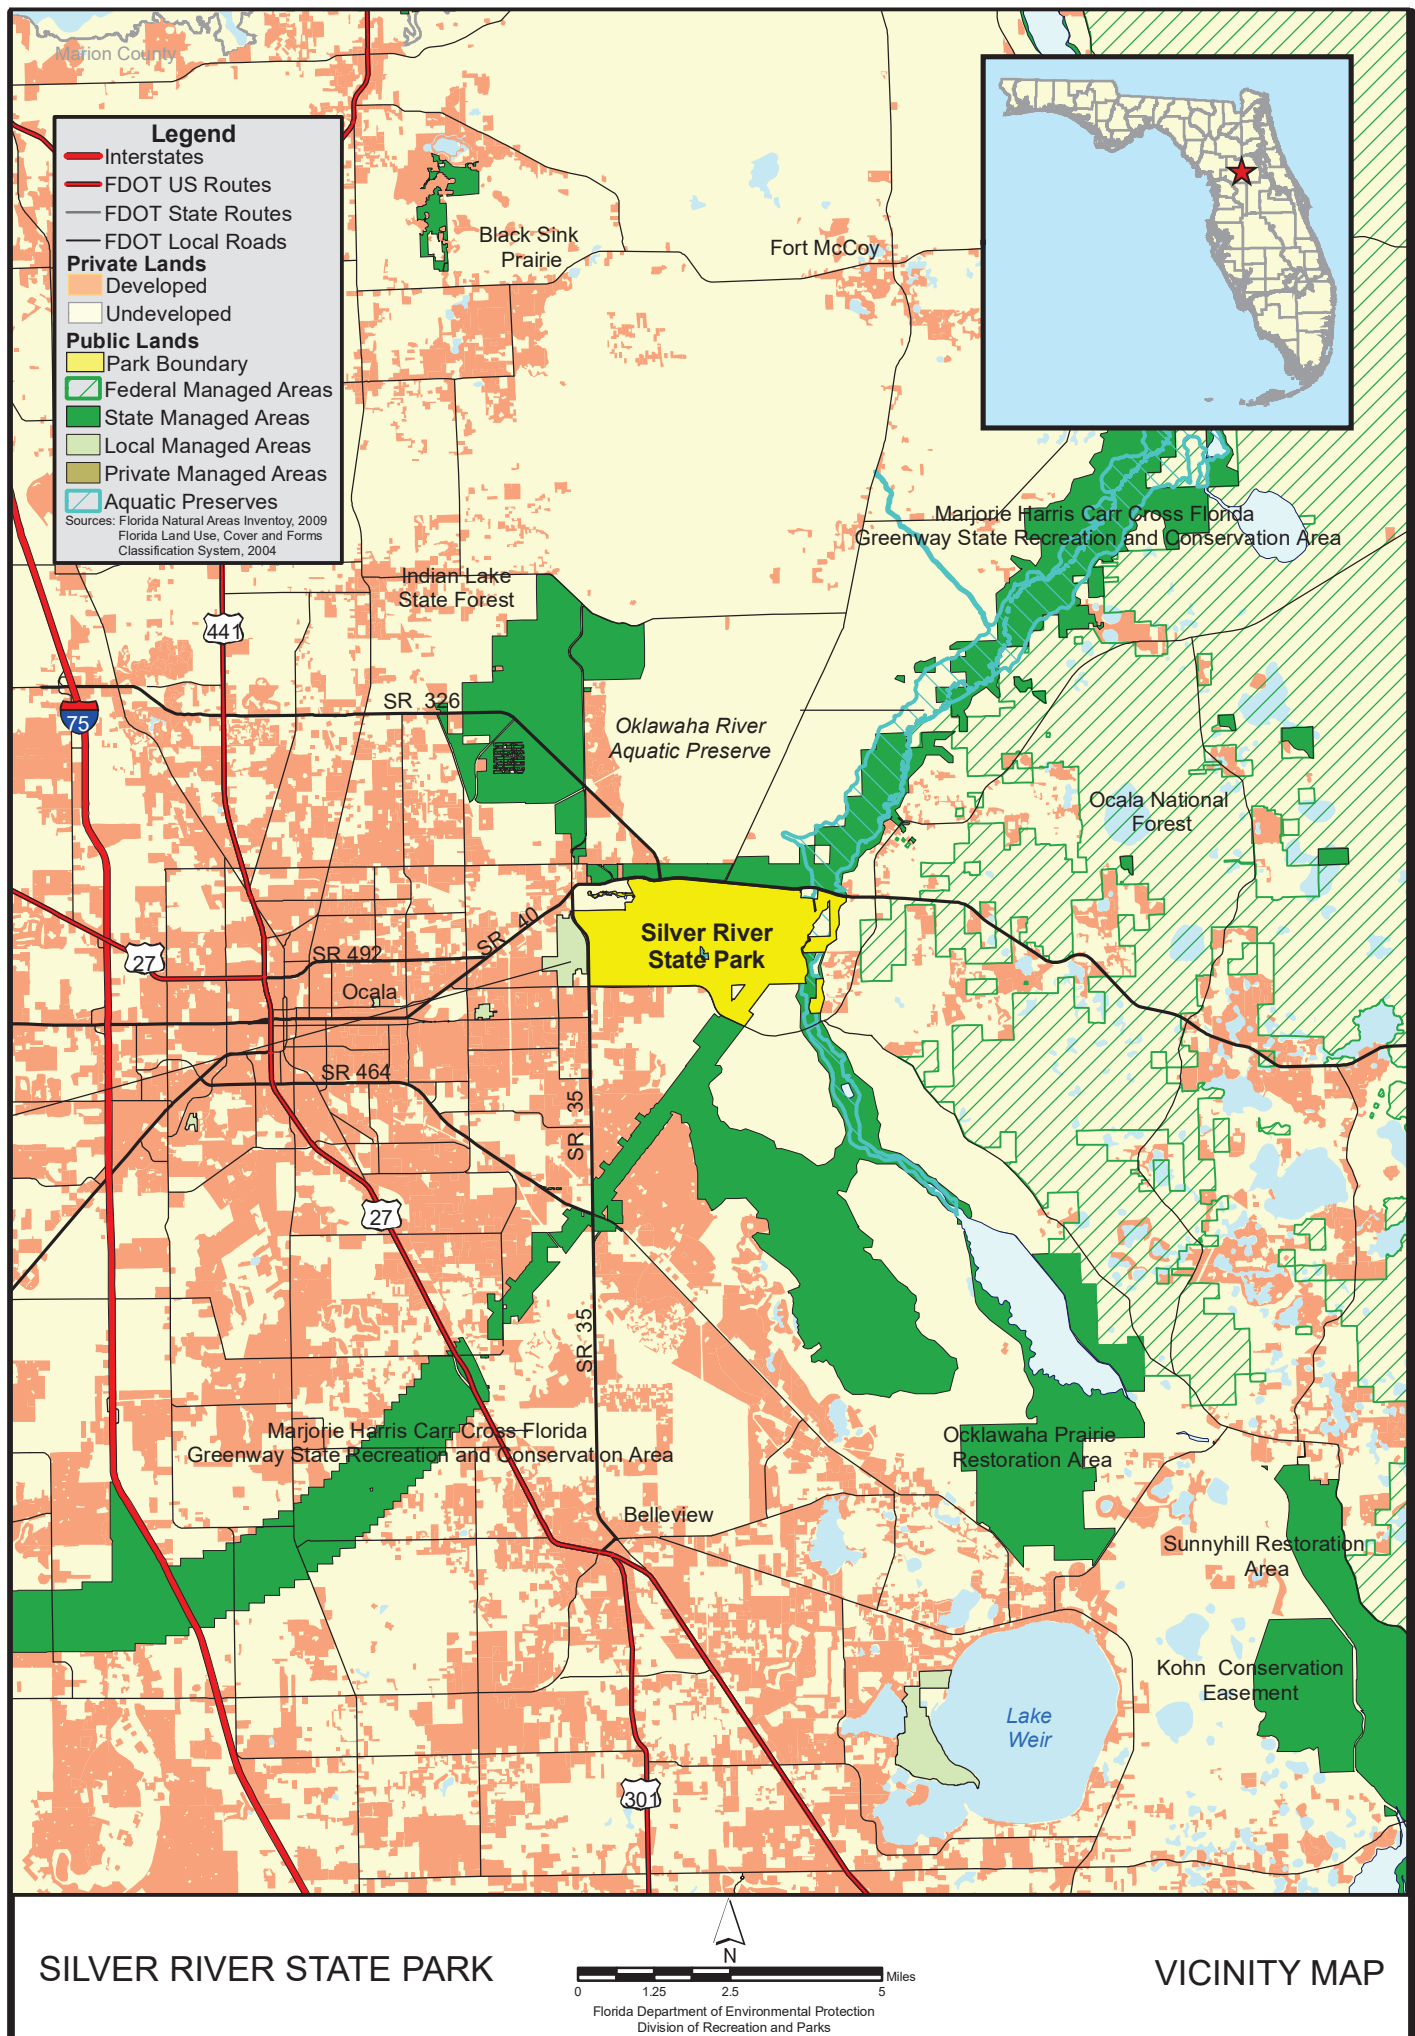 Marion County
Legend
Interstates
FDOT US Routes
FDOT State Routes
FDOT Local Roads
Private Lands
Developed
Undeveloped
Public Lands
Park Boundary
Federal Managed Areas
State Managed Areas
Local Managed Areas
Private Managed Areas
Aquatic Preserves
Sources: Florida Natural Areas Inventoy, 2009
Florida Land Use, Cover and Forms
Classification System, 2004
Black Sink
Prairie
Fort McCoy
Marjorie Harris Carr Cross Florida
Greenway State Recreation and Conservation Area
Indian Lake
State Forest
441
75
SR 326
Oklawaha River
Aquatic Preserve
Ocala National
Forest
Silver River
State Park
SR 40
SR 492
27
Ocala
SR 464
SR 35
27
SR 35
Marjorie Harris Carr Cross Florida
Greenway State Recreation and Conservation Area
Ocklawaha Prairie
Restoration Area
Belleview
Sunnyhill Restoration
Area
Kohn Conservation
Easement
Lake
Weir
301
SILVER RIVER STATE PARK
N
0 1.25 2.5 5 Miles
Florida Department of Environmental Protection
Division of Recreation and Parks
VICINITY MAP